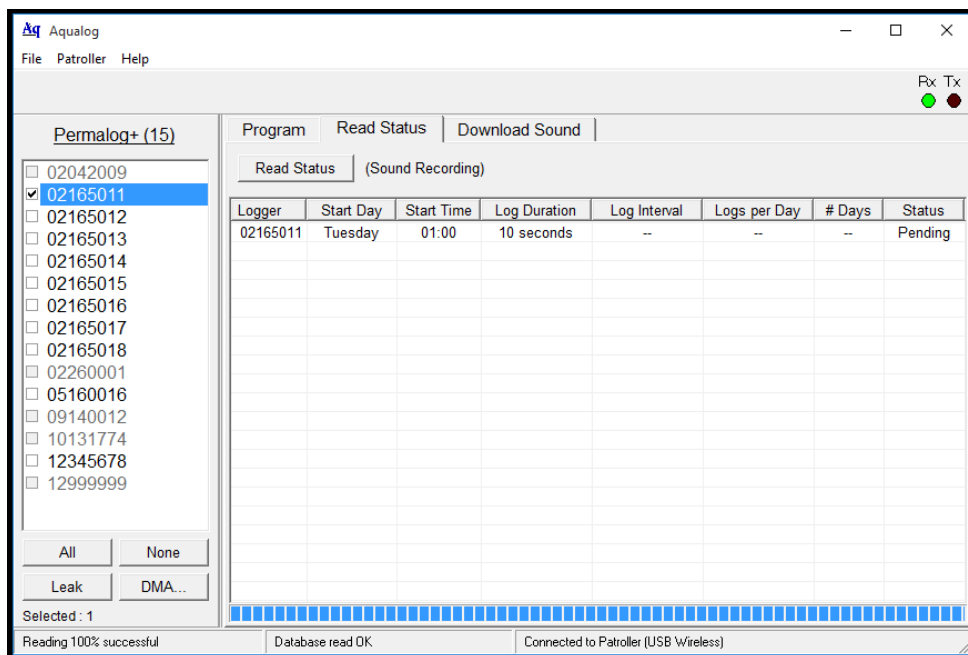 Aq Aqualog
File Patroller Help
Rx Tx
Permalog+ (15)
02042009
02165011
02165012
02165013
02165014
02165015
02165016
02165017
02165018
02260001
05160016
09140012
10131774
12345678
12999999
All None
Leak DMA...
Selected : 1
Program Read Status Download Sound
Read Status (Sound Recording)
Logger Start Day Start Time Log Duration Log Interval Logs per Day # Days Status
02165011 Tuesday 01:00 10 seconds -- -- -- Pending
Reading 100% successful Database read OK Connected to Patroller (USB Wireless)